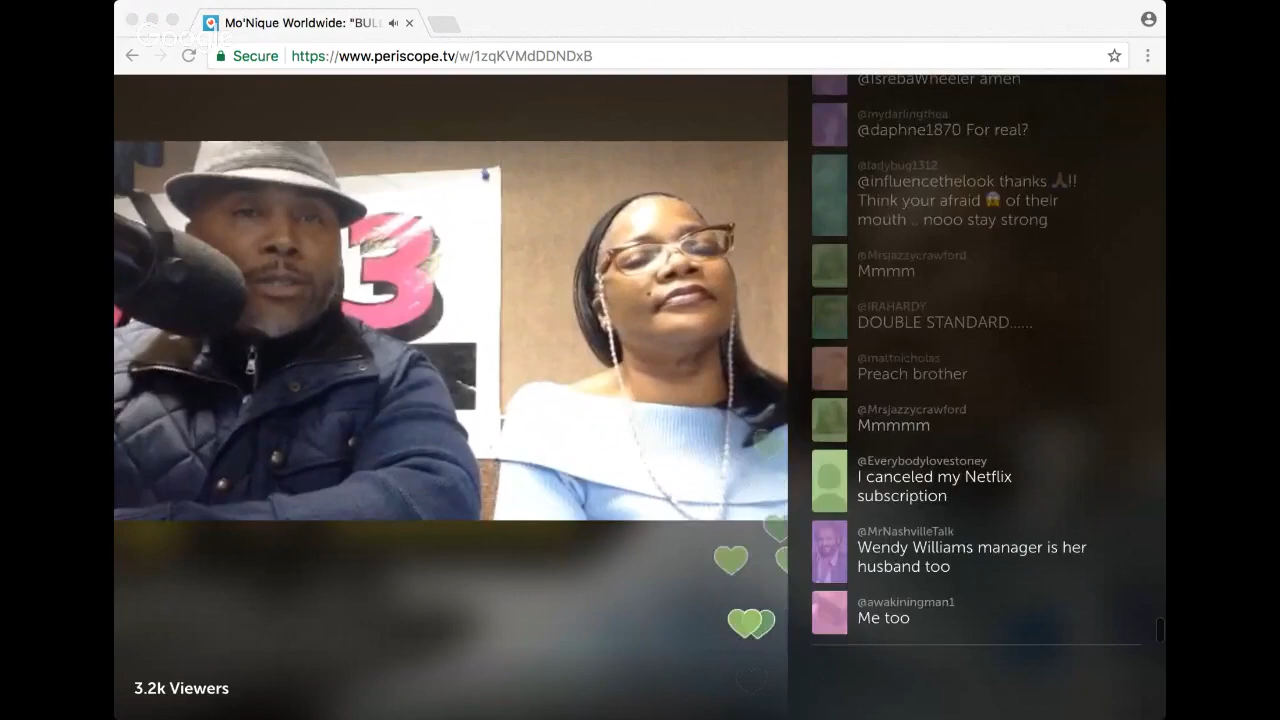 Mo'Nique Worldwide: "BUL
Google
Secure
https://www.periscope.tv/w/1zqKVMdDDNDxB
@IsrebaWheeler amen
@mydarlingthea
@daphne1870 For real?
@ladybug1312
@influencethelook thanks 🙏🏾!!
Think your afraid 😱 of their
mouth .. nooo stay strong
@Mrsjazzycrawford
Mmmm
@IRAHARDY
DOUBLE STANDARD......
@mattnicholas
Preach brother
@Mrsjazzycrawford
Mmmmm
@Everybodylovestoney
I canceled my Netflix
subscription
@MrNashvilleTalk
Wendy Williams manager is her
husband too
@awakiningman1
Me too
3
3.2k Viewers